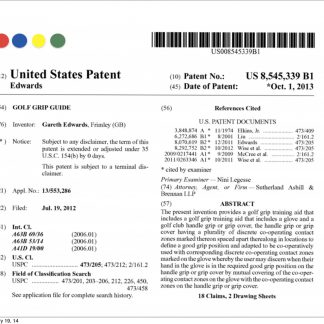 US008545339B1
(12) United States Patent
Edwards
(10) Patent No.: US 8,545,339 B1
(45) Date of Patent: *Oct. 1, 2013
(54) GOLF GRIP GUIDE
(76) Inventor: Gareth Edwards, Frimley (GB)
(*) Notice: Subject to any disclaimer, the term of this
patent is extended or adjusted under 35
U.S.C. 154(b) by 0 days.
This patent is subject to a terminal dis-
claimer.
(21) Appl. No.: 13/553,286
(22) Filed: Jul. 19, 2012
(51) Int. Cl.
A63B 69/36 (2006.01)
A63B 53/14 (2006.01)
A41D 19/00 (2006.01)
(52) U.S. Cl.
USPC 473/205; 473/212; 2/161.2
(58) Field of Classification Search
USPC 473/201, 203-206, 212, 226, 450,
473/458
See application file for complete search history.
(56) References Cited
U.S. PATENT DOCUMENTS
3,848,874 A * 11/1974 Elkins, Jr. 473/409
6,272,686 B1 * 8/2001 Lin 2/161.2
8,070,619 B2 * 12/2011 Edwards 473/205
8,292,752 B2 * 10/2012 Wise et al. 473/205
2009/0217441 A1 * 9/2009 McCrae et al. 2/161.2
2011/0263346 A1 * 10/2011 Wise et al. 473/205
* cited by examiner
Primary Examiner — Nini Legesse
(74) Attorney, Agent, or Firm — Sutherland Asbill &
Brennan LLP
(57) ABSTRACT
The present invention provides a golf grip training aid that
includes a golf grip training aid that includes a glove and a
golf club handle grip or grip cover, the handle grip or grip
cover having a plurality of discrete co-operating contact
zones marked thereon spaced apart therealong in locations to
define a good gripping position and adapted to be co-operatively
used with corresponding discrete co-operating contact zones
marked on the glove whereby the user may discern when their
hand on the glove is in the required good grip position on the
handle grip or grip cover by mutual covering of the co-operat-
ing contact zones on the glove with the co-operating contact
zones on the handle grip or grip cover.
18 Claims, 2 Drawing Sheets
y 19, 14